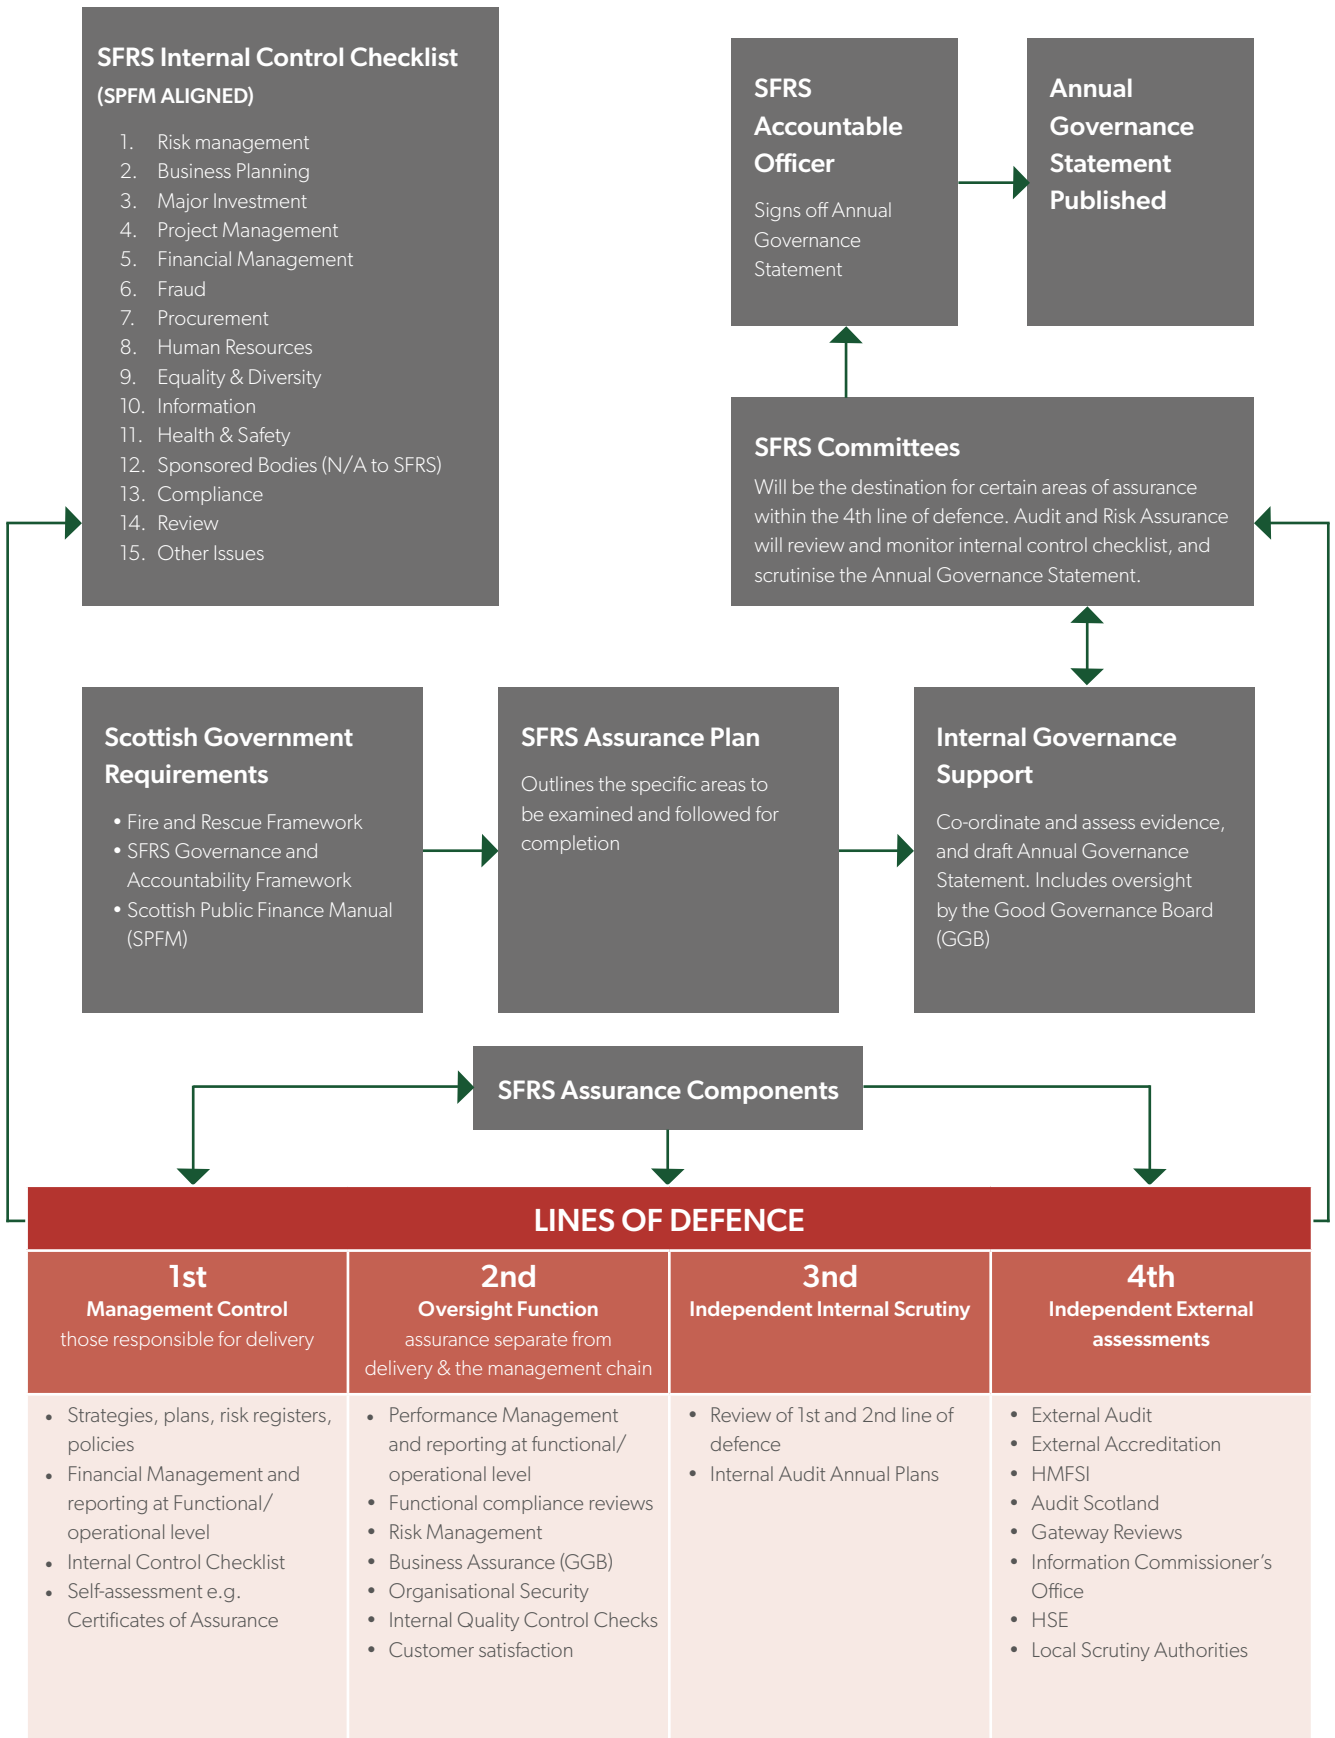 SFRS Internal Control Checklist
(SPFM ALIGNED)
1. Risk management
2. Business Planning
3. Major Investment
4. Project Management
5. Financial Management
6. Fraud
7. Procurement
8. Human Resources
9. Equality & Diversity
10. Information
11. Health & Safety
12. Sponsored Bodies (N/A to SFRS)
13. Compliance
14. Review
15. Other Issues
SFRS
Accountable
Officer
Signs off Annual
Governance
Statement
Annual
Governance
Statement
Published
SFRS Committees
Will be the destination for certain areas of assurance
within the 4th line of defence. Audit and Risk Assurance
will review and monitor internal control checklist, and
scrutinise the Annual Governance Statement.
Scottish Government
Requirements
• Fire and Rescue Framework
• SFRS Governance and
Accountability Framework
• Scottish Public Finance Manual
(SPFM)
SFRS Assurance Plan
Outlines the specific areas to
be examined and followed for
completion
Internal Governance
Support
Co-ordinate and assess evidence,
and draft Annual Governance
Statement. Includes oversight
by the Good Governance Board
(GGB)
SFRS Assurance Components
LINES OF DEFENCE
1st
Management Control
those responsible for delivery
• Strategies, plans, risk registers,
policies
• Financial Management and
reporting at Functional/
operational level
• Internal Control Checklist
• Self-assessment e.g.
Certificates of Assurance
2nd
Oversight Function
assurance separate from
delivery & the management chain
• Performance Management
and reporting at functional/
operational level
• Functional compliance reviews
• Risk Management
• Business Assurance (GGB)
• Organisational Security
• Internal Quality Control Checks
• Customer satisfaction
3nd
Independent Internal Scrutiny
• Review of 1st and 2nd line of
defence
• Internal Audit Annual Plans
4th
Independent External
assessments
• External Audit
• External Accreditation
• HMFSI
• Audit Scotland
• Gateway Reviews
• Information Commissioner's
Office
• HSE
• Local Scrutiny Authorities